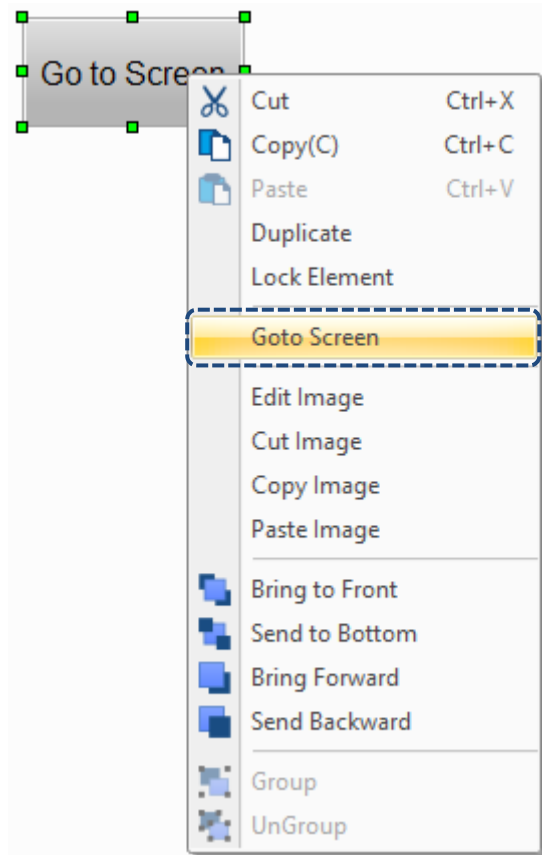 Go to Screen
Cut Ctrl+X
Copy(C) Ctrl+C
Paste Ctrl+V
Duplicate
Lock Element
Goto Screen
Edit Image
Cut Image
Copy Image
Paste Image
Bring to Front
Send to Bottom
Bring Forward
Send Backward
Group
UnGroup